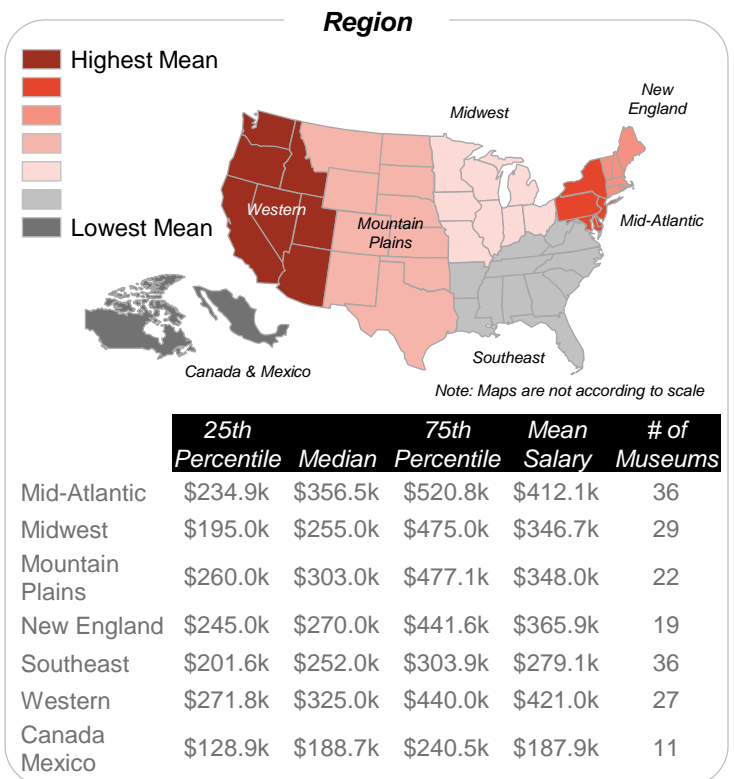 Region
Highest Mean
New
England
Midwest
Western
Mountain
Plains
Mid-Atlantic
Lowest Mean
Southeast
Canada & Mexico
Note: Maps are not according to scale
25th Percentile Median 75th Percentile Mean Salary # of Museums
Mid-Atlantic $234.9k $356.5k $520.8k $412.1k 36
Midwest $195.0k $255.0k $475.0k $346.7k 29
Mountain Plains $260.0k $303.0k $477.1k $348.0k 22
New England $245.0k $270.0k $441.6k $365.9k 19
Southeast $201.6k $252.0k $303.9k $279.1k 36
Western $271.8k $325.0k $440.0k $421.0k 27
Canada Mexico $128.9k $188.7k $240.5k $187.9k 11